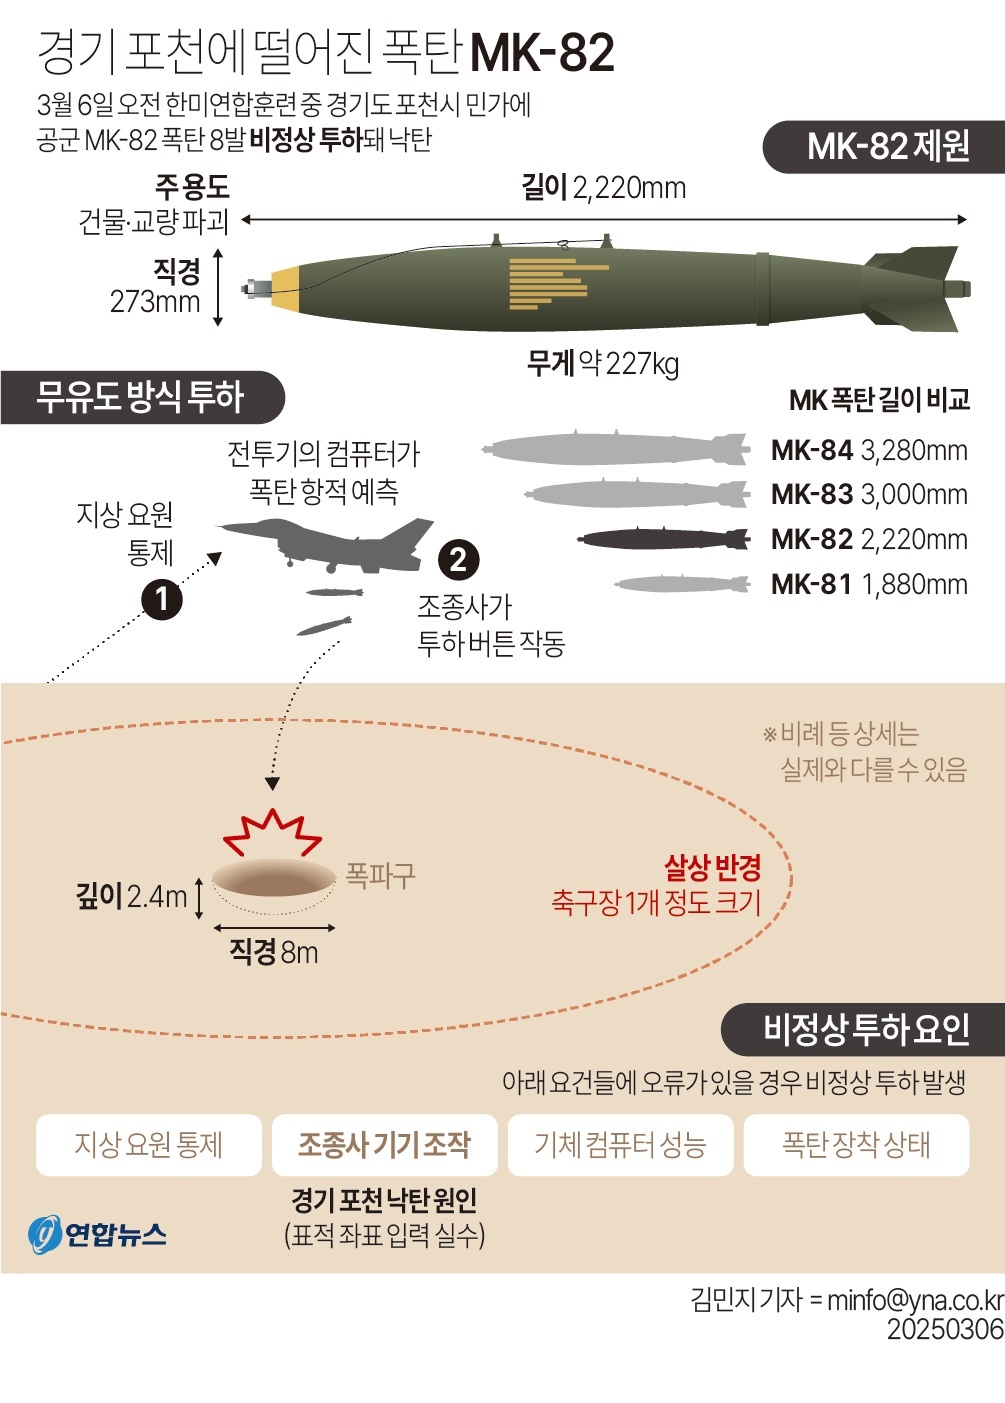 경기 포천에 떨어진 폭탄 MK-82
3월 6일 오전 한미연합훈련 중 경기도 포천시 민가에
공군 MK-82 폭탄 8발 비정상 투하돼 낙탄
MK-82 제원
주 용도
건물·교량 파괴
길이 2,220mm
직경
273mm
무게 약 227kg
무유도 방식 투하
전투기의 컴퓨터가
폭탄 항적 예측
지상 요원
통제
1
2
조종사가
투하 버튼 작동
MK 폭탄 길이 비교
MK-84 3,280mm
MK-83 3,000mm
MK-82 2,220mm
MK-81 1,880mm
※비례 등 상세는
실제와 다를 수 있음
폭파구
깊이 2.4m
직경 8m
살상 반경
축구장 1개 정도 크기
비정상 투하 요인
아래 요건들에 오류가 있을 경우 비정상 투하 발생
지상 요원 통제
조종사 기기 조작
기체 컴퓨터 성능
폭탄 장착 상태
경기 포천 낙탄 원인
(표적 좌표 입력 실수)
y 연합뉴스
김민지 기자 = minfo@yna.co.kr
20250306